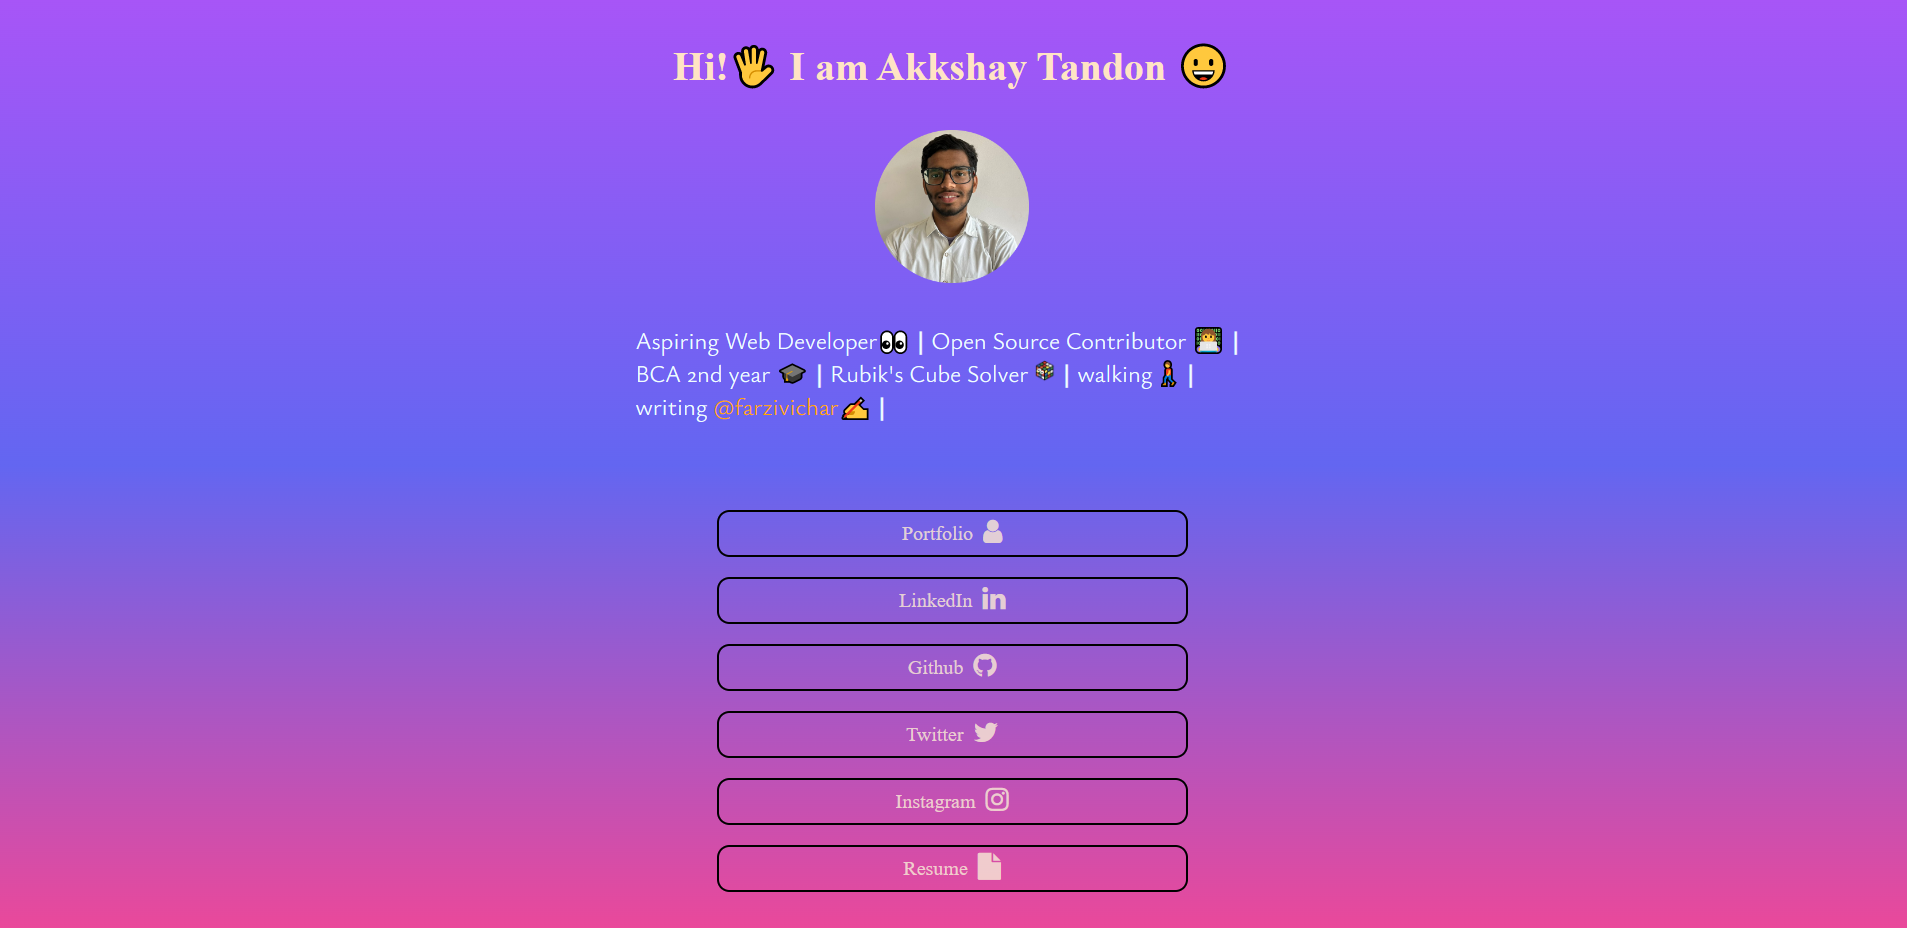 Hi!🖐 I am Akkshay Tandon 😀
Aspiring Web Developer👀 | Open Source Contributor 👨‍💻 |
BCA 2nd year 🎓 | Rubik's Cube Solver | walking🚶 |
writing @farzivichar✍ |
Portfolio
LinkedIn
Github
Twitter
Instagram
Resume